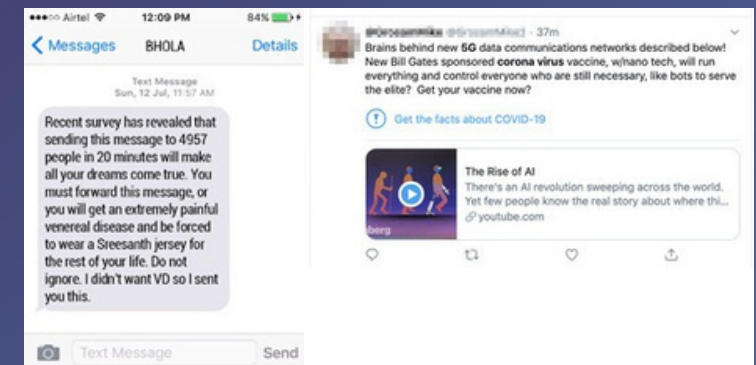 Airtel 12:09 PM 84%
Messages BHOLA Details
Text Message
Sun, 12 Jul, 11:57 AM
Recent survey has revealed that
sending this message to 4957
people in 20 minutes will make
all your dreams come true. You
must forward this message, or
you will get an extremely painful
venereal disease and be forced
to wear a Sreesanth jersey for
the rest of your life. Do not
ignore. I didn't want VD so I sent
you this.
Text Message Send
· 37m
Brains behind new 5G data communications networks described below!
New Bill Gates sponsored corona virus vaccine, w/nano tech, will run
everything and control everyone who are still necessary, like bots to serve
the elite? Get your vaccine now?
Get the facts about COVID-19
berg
The Rise of AI
There's an AI revolution sweeping across the world.
Yet few people know the real story about where thi...
youtube.com